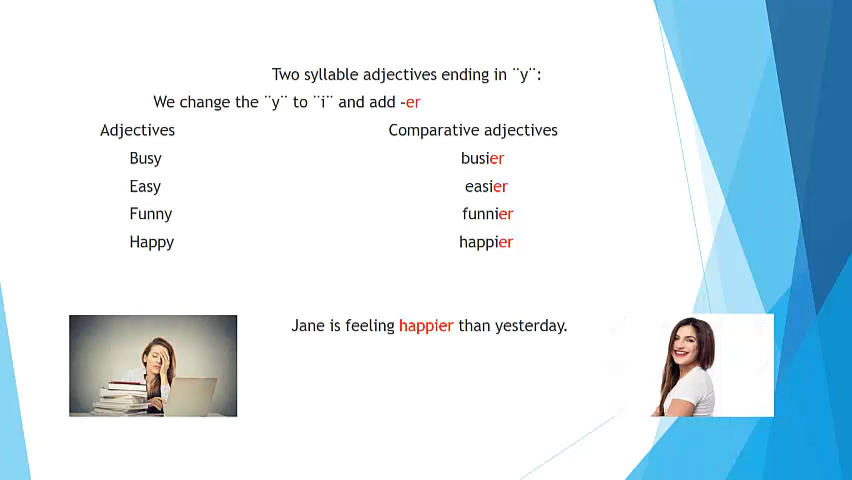 Two syllable adjectives ending in ¨y¨:
We change the ¨y¨ to ¨i¨ and add -er
Adjectives Comparative adjectives
Busy busier
Easy easier
Funny funnier
Happy happier
Jane is feeling happier than yesterday.